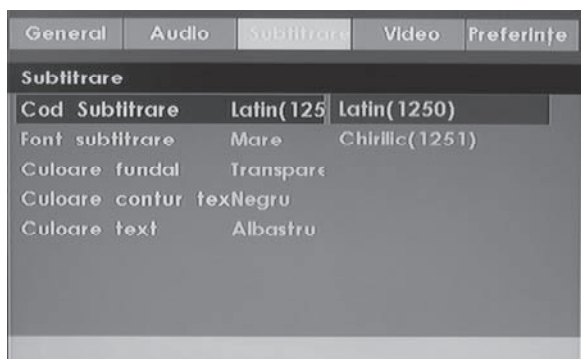 General Audio Subtitrare Video Preferințe
Subtitrare
Cod Subtitrare Latin(125 Latin(1250)
Font subtitrare Mare Chirilic(1251)
Culoare fundal Transpare
Culoare contur texNegru
Culoare text Albastru